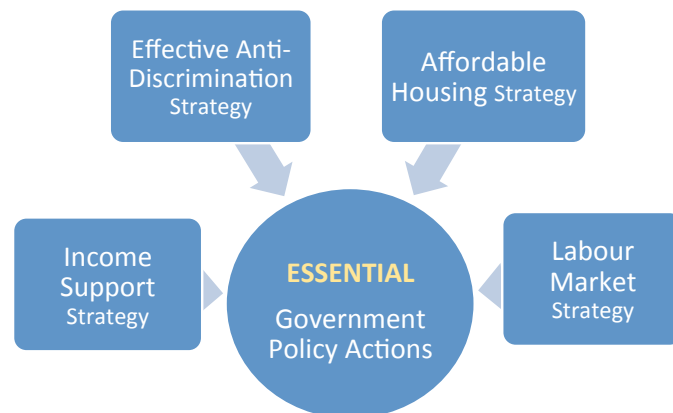 Effective Anti-
Discrimination
Strategy
Affordable
Housing Strategy
Income
Support
Strategy
ESSENTIAL
Government
Policy Actions
Labour
Market
Strategy